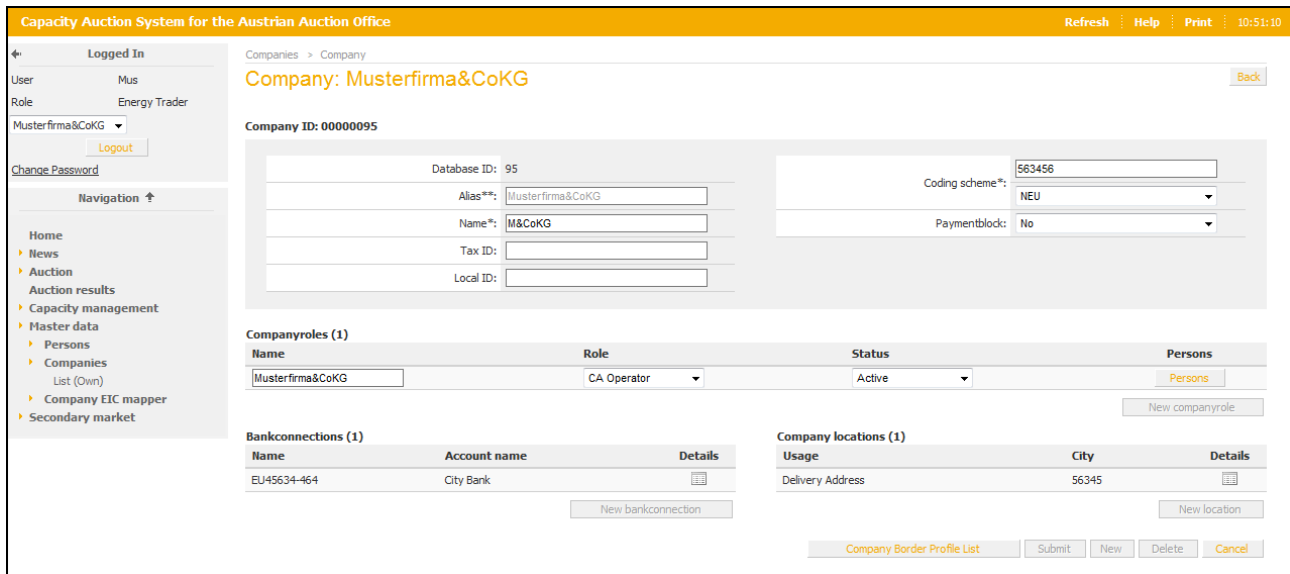 Capacity Auction System for the Austrian Auction Office Refresh Help Print 10:51:10
Logged In
User Mus
Role Energy Trader
Musterfirma&CoKG
Logout
Change Password
Navigation
Home
News
Auction
Auction results
Capacity management
Master data
Persons
Companies
List (Own)
Company EIC mapper
Secondary market
Companies > Company
Company: Musterfirma&CoKG Back
Company ID: 00000095
Database ID: 95
Alias**: Musterfirma&CoKG
Name*: M&CoKG
Tax ID:
Local ID:
Coding scheme*: 563456
NEU
Paymentblock: No
Companyroles (1)
Name Role Status Persons
Musterfirma&CoKG CA Operator Active Persons
New companyrole
Bankconnections (1)
Name Account name Details
EU45634-464 City Bank
New bankconnection
Company locations (1)
Usage City Details
Delivery Address 56345
New location
Company Border Profile List Submit New Delete Cancel